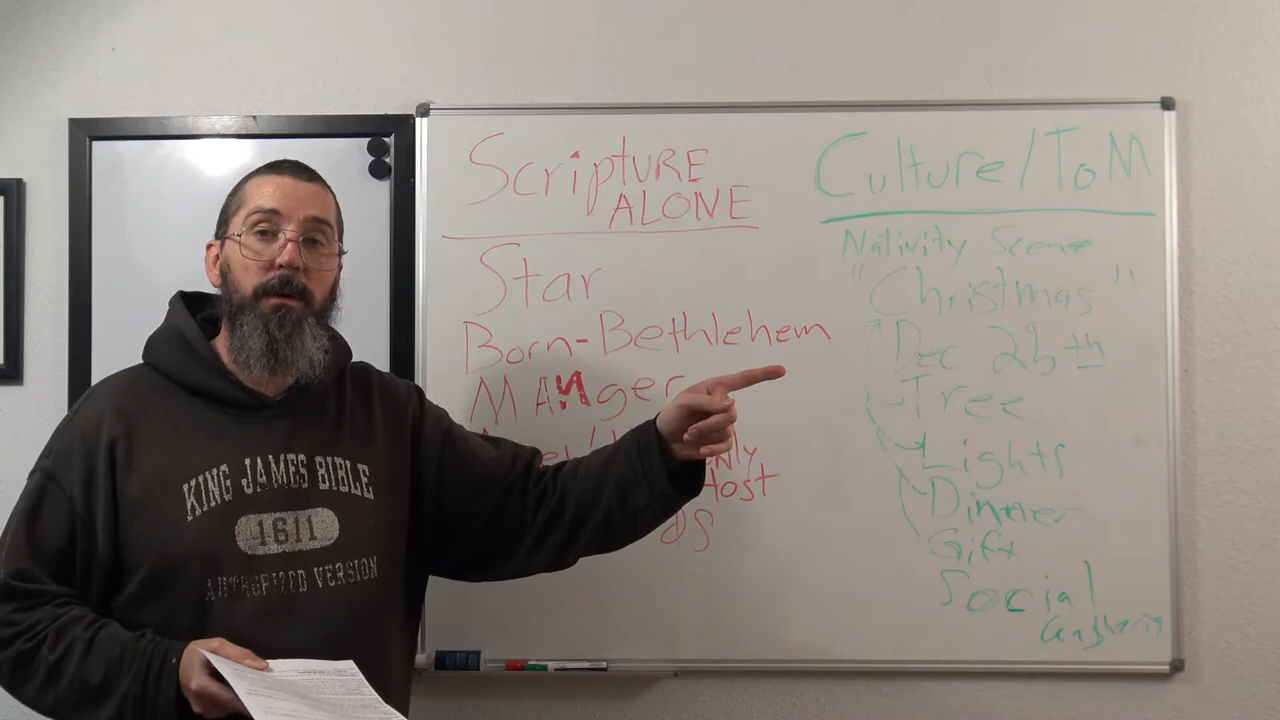 Scripture
ALONE
Star
Born-Bethlehem
MAnger
Host
Culture/ToM
Nativity Scene
"Christmas"
Dec 25th
Tree
Lights
Dinner
Gift
Social
Gathering
KING JAMES BIBLE
1611
AUTHORIZED VERSION